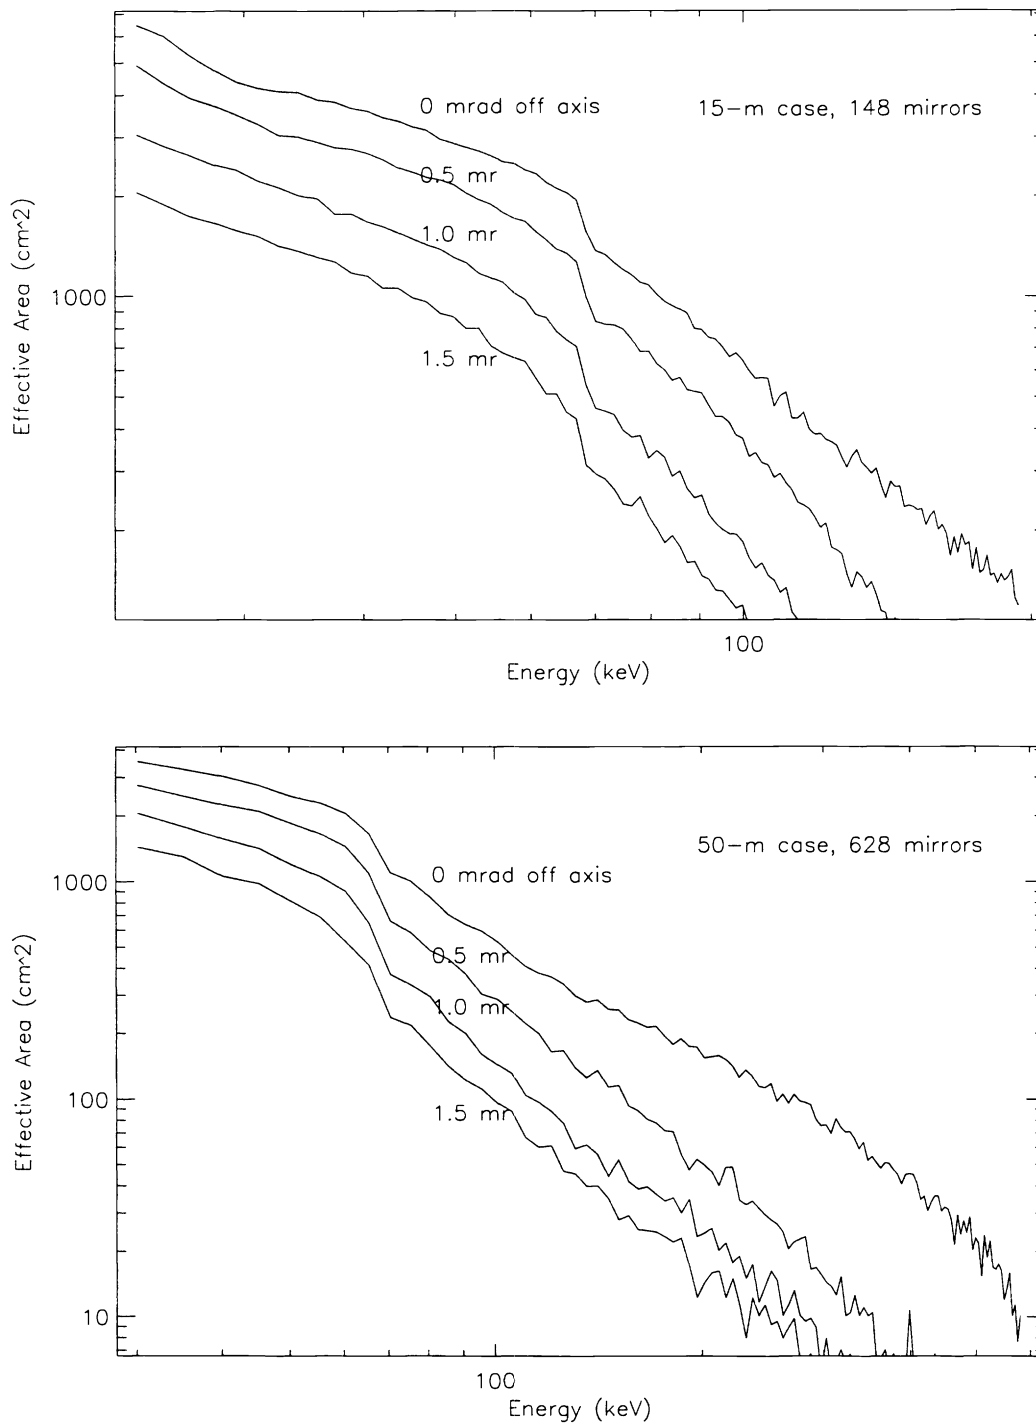 0 mrad off axis
15-m case, 148 mirrors
0.5 mr
1.0 mr
1.5 mr
1000
Effective Area (cm^2)
100
Energy (keV)
50-m case, 628 mirrors
0 mrad off axis
0.5 mr
1.0 mr
1.5 mr
1000
100
10
Effective Area (cm^2)
100
Energy (keV)